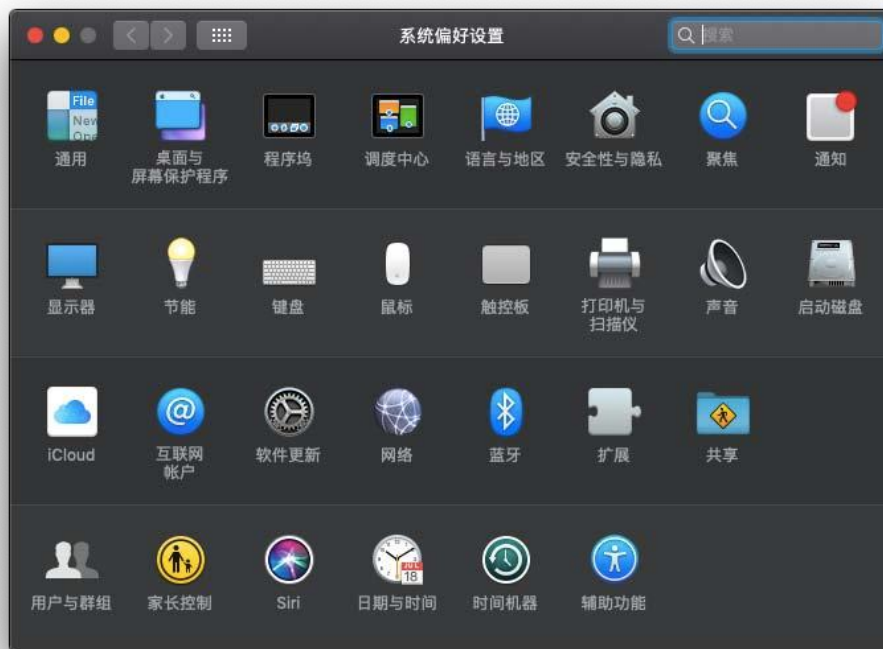 系统偏好设置
搜索
File
New
Ope
通用
桌面与
屏幕保护程序
程序坞
调度中心
语言与地区
安全性与隐私
聚焦
通知
显示器
节能
键盘
鼠标
触控板
打印机与
扫描仪
声音
启动磁盘
iCloud
@
互联网
帐户
软件更新
网络
蓝牙
扩展
共享
用户与群组
家长控制
Siri
JUL
18
日期与时间
时间机器
辅助功能